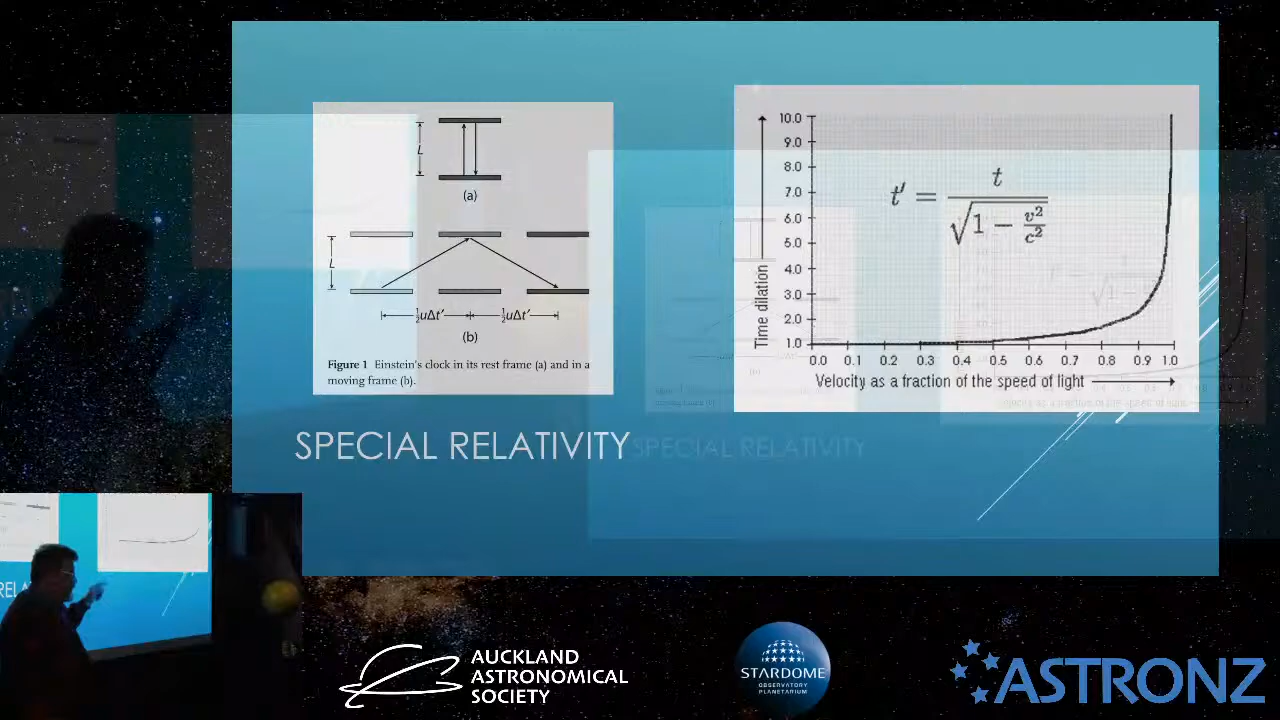 L
(a)
L
½uΔt′ ½uΔt′
(b)
Figure 1 Einstein's clock in its rest frame (a) and in a
moving frame (b).
10.0
9.0
8.0
7.0
6.0
5.0
4.0
3.0
2.0
1.0
Time dilation
t′ = t / √1 − v²/c²
0.0 0.1 0.2 0.3 0.4 0.5 0.6 0.7 0.8 0.9 1.0
Velocity as a fraction of the speed of light
SPECIAL RELATIVITY
SPECIAL RELATIVITY
AUCKLAND
ASTRONOMICAL
SOCIETY
STARDOME
OBSERVATORY
PLANETARIUM
ASTRONZ